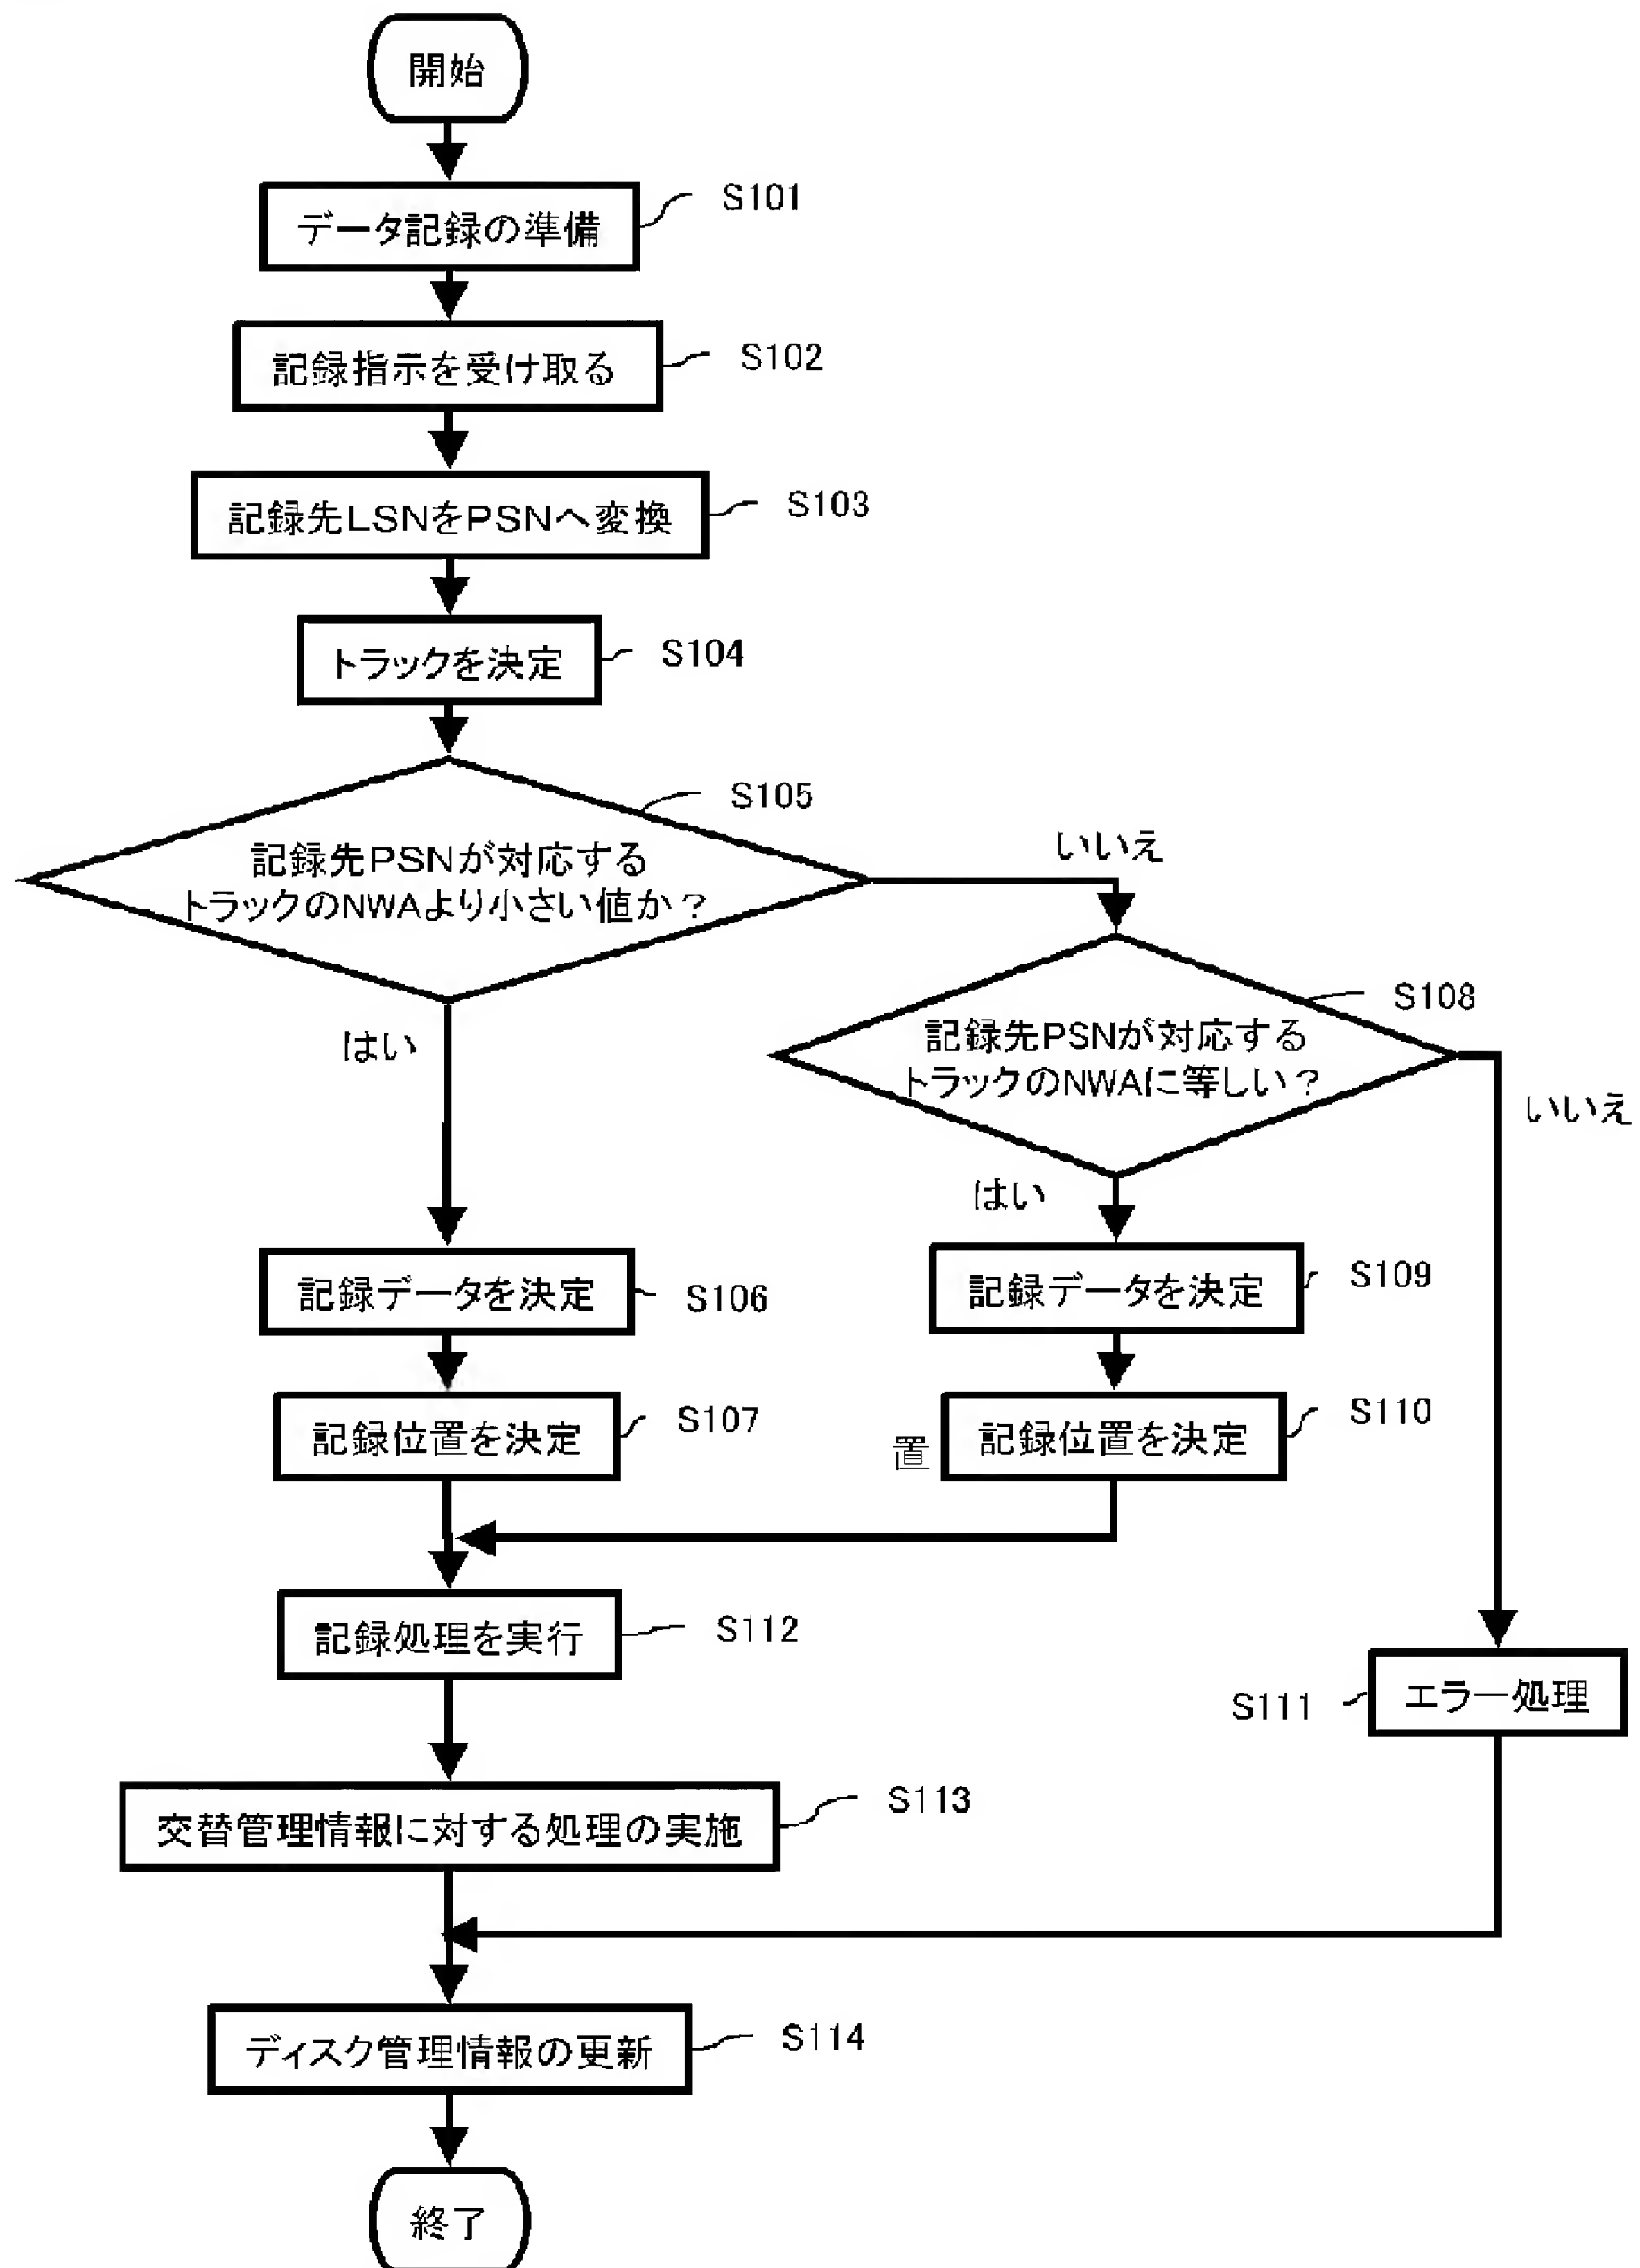 開始
データ記録の準備
S101
記録指示を受け取る
S102
記録先LSNをPSNへ変換
S103
トラックを決定
S104
S105
記録先PSNが対応する
トラックのNWAより小さい値か？
いいえ
はい
S108
記録先PSNが対応する
トラックのNWAに等しい？
いいえ
はい
記録データを決定
S106
記録データを決定
S109
記録位置を決定
S107
置
記録位置を決定
S110
記録処理を実行
S112
S111
エラー処理
交替管理情報に対する処理の実施
S113
ディスク管理情報の更新
S114
終了